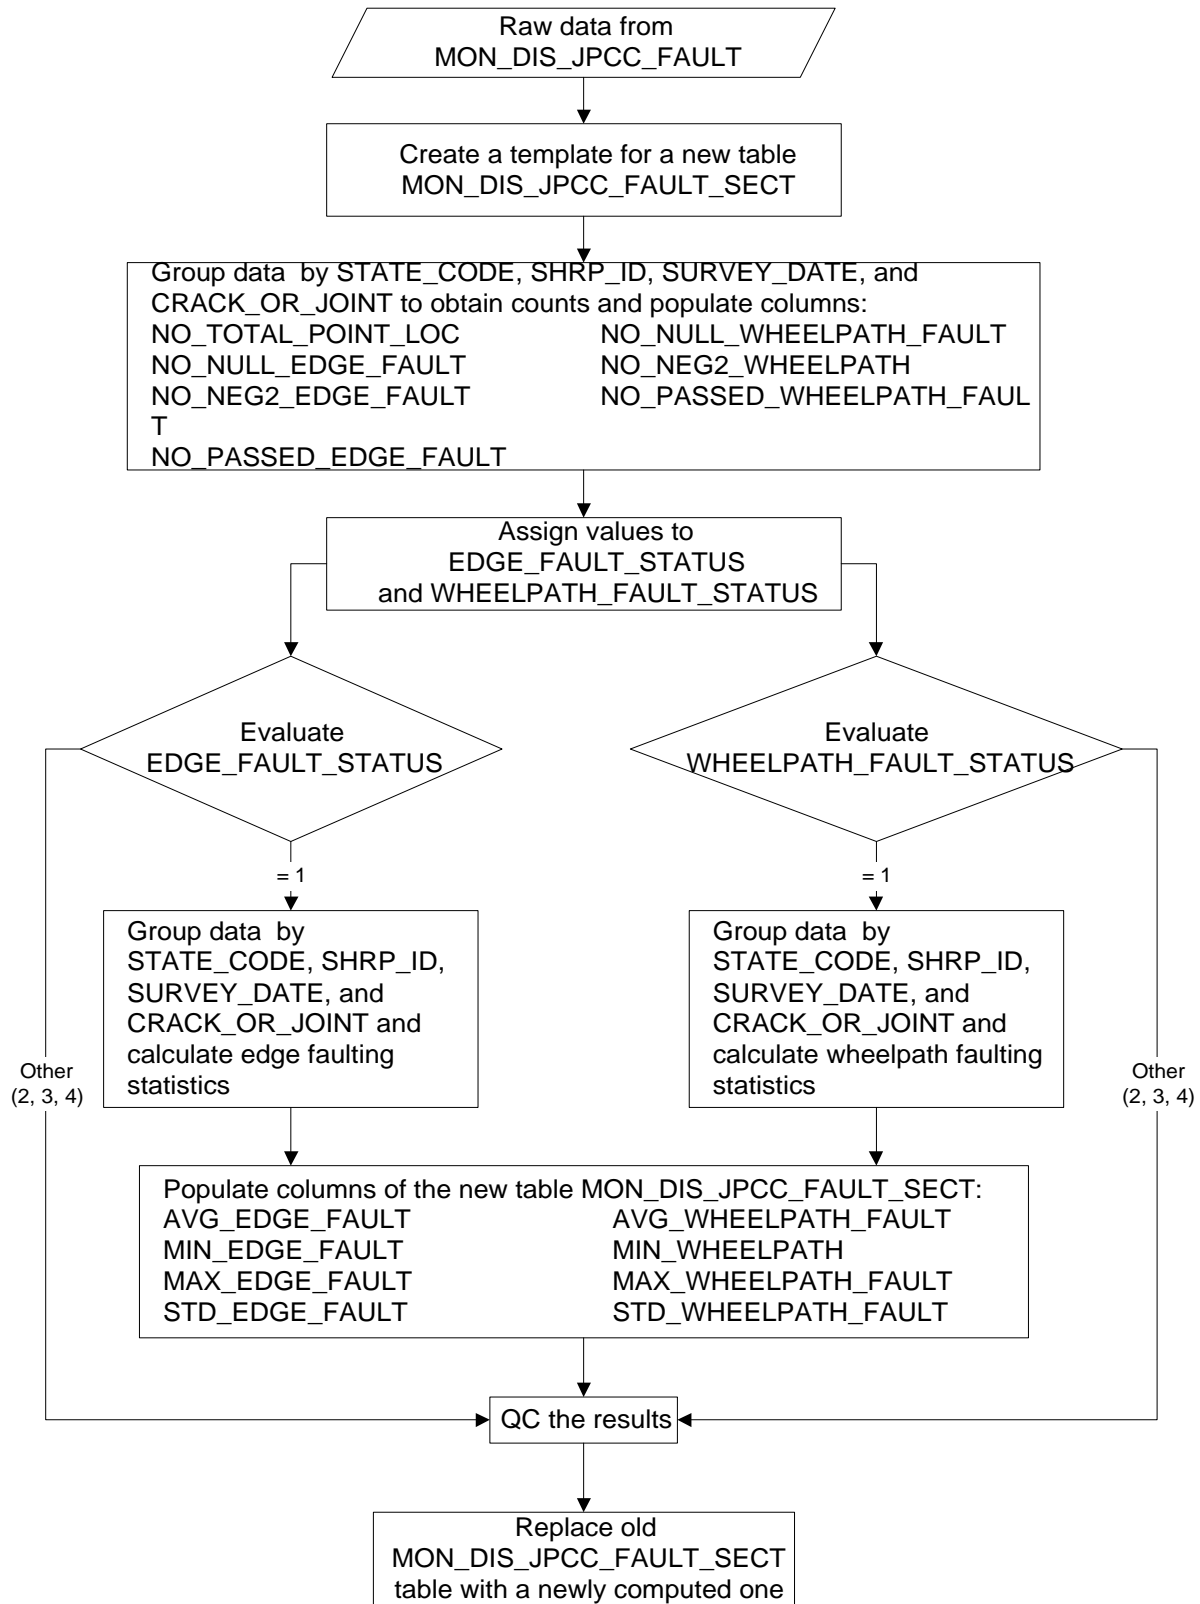 Raw data from
MON_DIS_JPCC_FAULT
Create a template for a new table
MON_DIS_JPCC_FAULT_SECT
Group data by STATE_CODE, SHRP_ID, SURVEY_DATE, and
CRACK_OR_JOINT to obtain counts and populate columns:
NO_TOTAL_POINT_LOC NO_NULL_WHEELPATH_FAULT
NO_NULL_EDGE_FAULT NO_NEG2_WHEELPATH
NO_NEG2_EDGE_FAULT NO_PASSED_WHEELPATH_FAUL
T
NO_PASSED_EDGE_FAULT
Assign values to
EDGE_FAULT_STATUS
and WHEELPATH_FAULT_STATUS
Evaluate
EDGE_FAULT_STATUS
Evaluate
WHEELPATH_FAULT_STATUS
= 1
= 1
Group data by
STATE_CODE, SHRP_ID,
SURVEY_DATE, and
CRACK_OR_JOINT and
calculate edge faulting
statistics
Group data by
STATE_CODE, SHRP_ID,
SURVEY_DATE, and
CRACK_OR_JOINT and
calculate wheelpath faulting
statistics
Other
(2, 3, 4)
Other
(2, 3, 4)
Populate columns of the new table MON_DIS_JPCC_FAULT_SECT:
AVG_EDGE_FAULT AVG_WHEELPATH_FAULT
MIN_EDGE_FAULT MIN_WHEELPATH
MAX_EDGE_FAULT MAX_WHEELPATH_FAULT
STD_EDGE_FAULT STD_WHEELPATH_FAULT
QC the results
Replace old
MON_DIS_JPCC_FAULT_SECT
table with a newly computed one